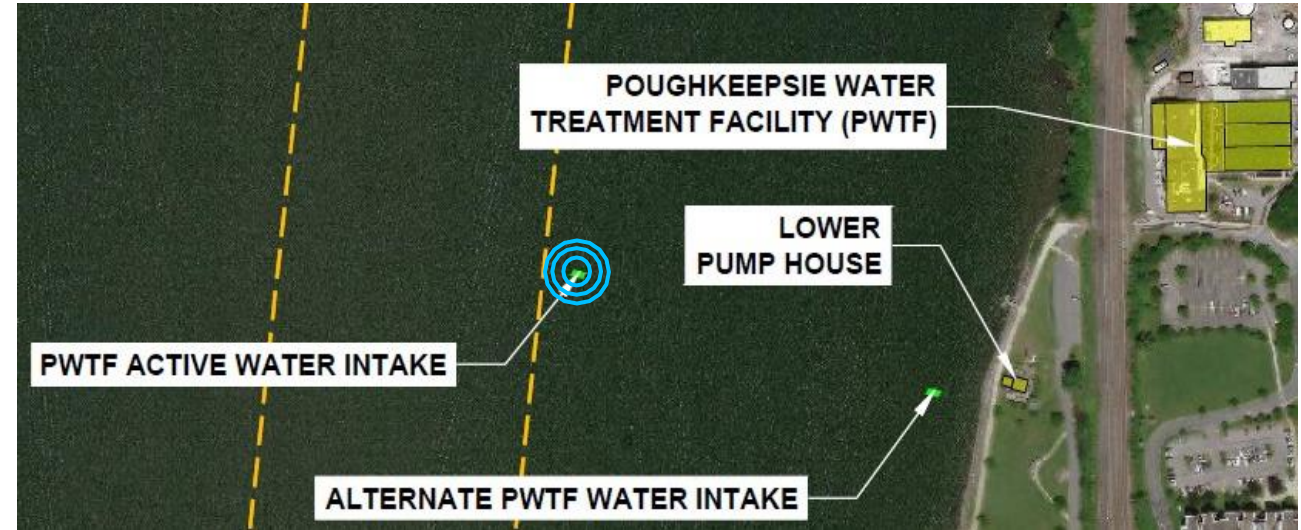 POUGHKEEPSIE WATER
TREATMENT FACILITY (PWTF)
LOWER
PUMP HOUSE
PWTF ACTIVE WATER INTAKE
ALTERNATE PWTF WATER INTAKE